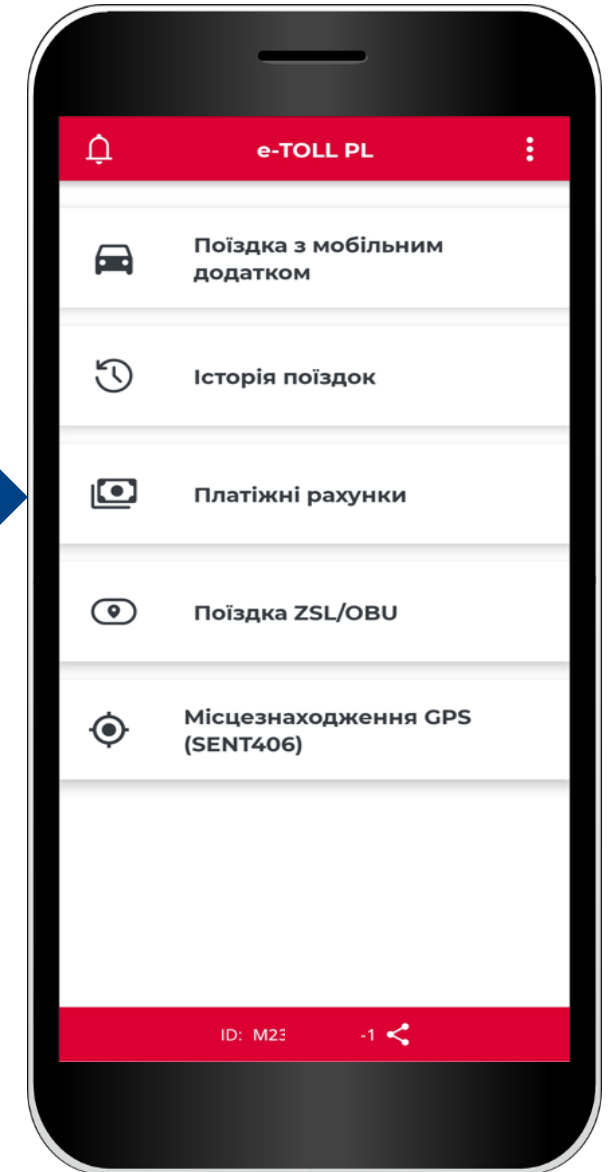 e-TOLL PL
Поїздка з мобільним
додатком
Історія поїздок
Платіжні рахунки
Поїздка ZSL/OBU
Місцезнаходження GPS
(SENT406)
ID: M23 -1